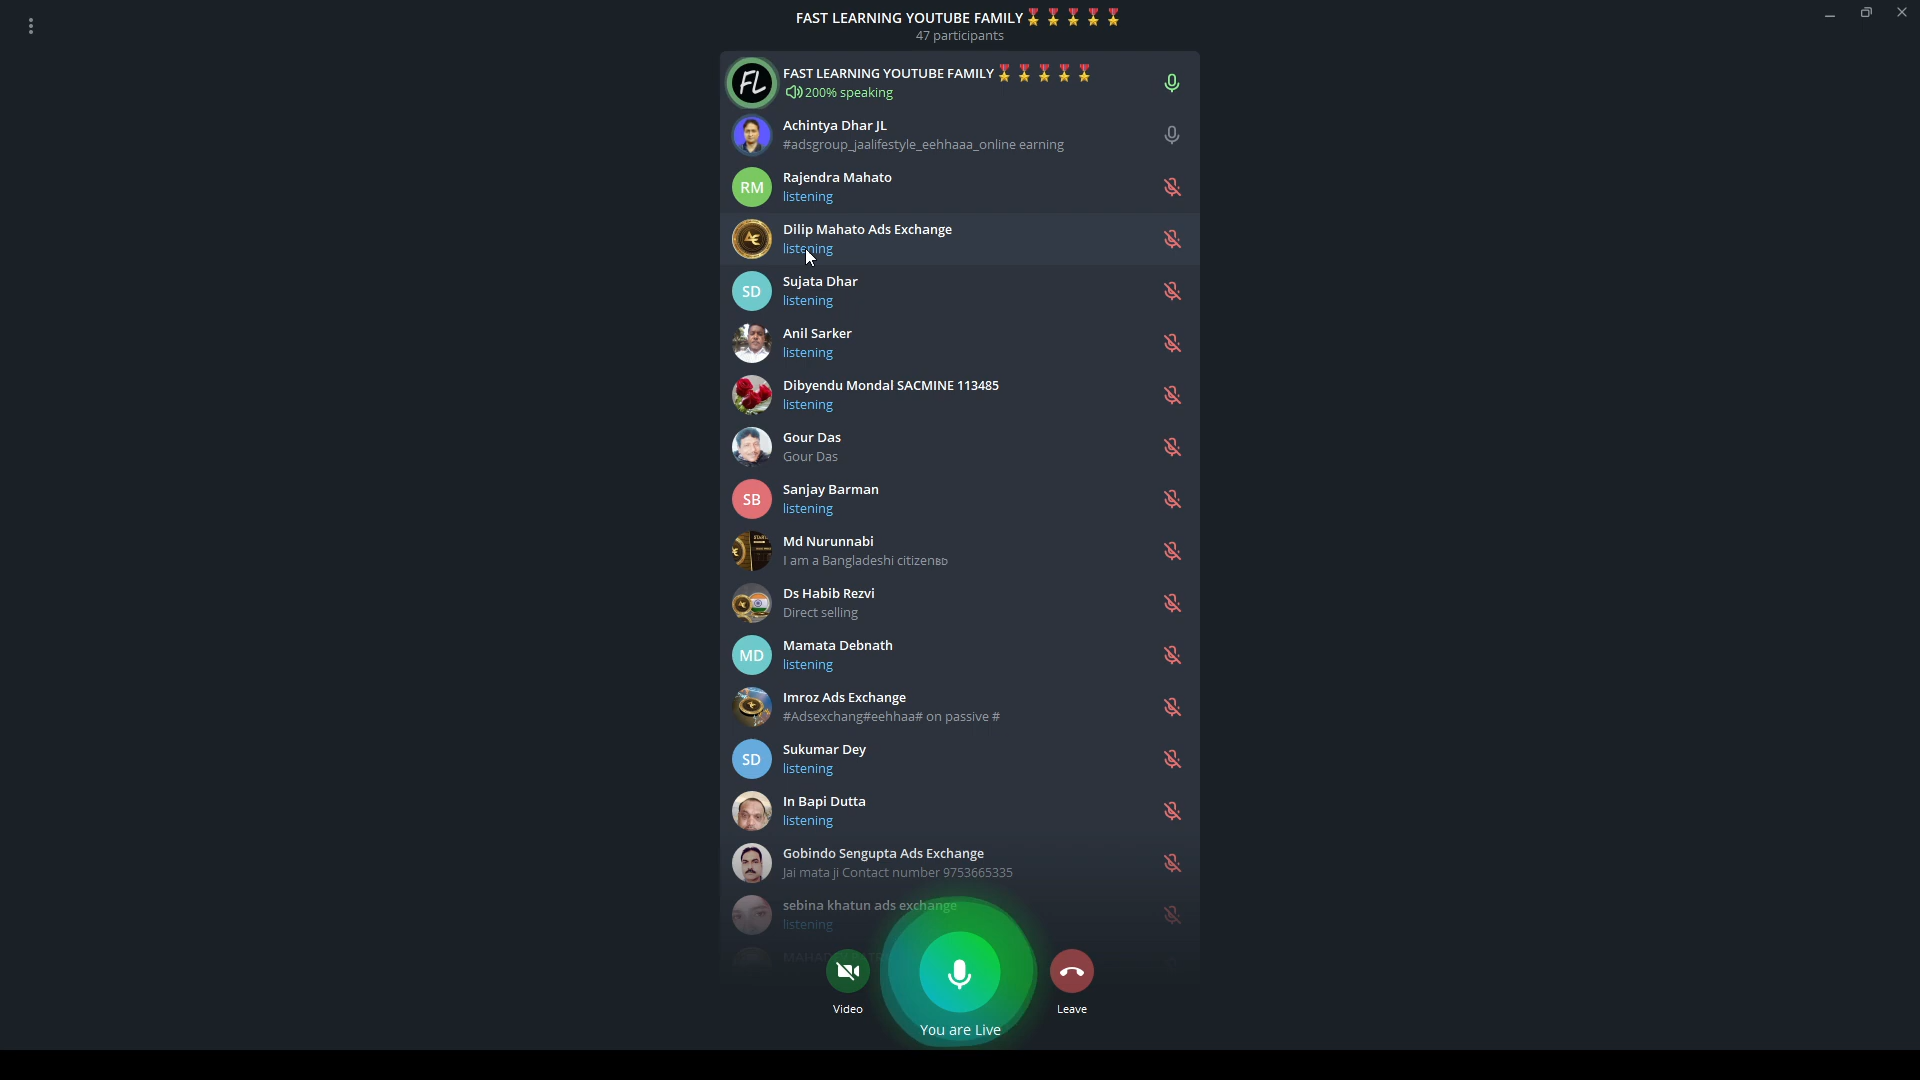 FAST LEARNING YOUTUBE FAMILY🎖🎖🎖🎖🎖
47 participants
FL
FAST LEARNING YOUTUBE FAMILY🎖🎖🎖🎖🎖
200% speaking
Achintya Dhar JL
#adsgroup_jaalifestyle_eehhaaa_online earning
RM
Rajendra Mahato
listening
Dilip Mahato Ads Exchange
listening
SD
Sujata Dhar
listening
Anil Sarker
listening
Dibyendu Mondal SACMINE 113485
listening
Gour Das
Gour Das
SB
Sanjay Barman
listening
Md Nurunnabi
I am a Bangladeshi citizenBD
Ds Habib Rezvi
Direct selling
MD
Mamata Debnath
listening
Imroz Ads Exchange
#Adsexchang#eehhaa# on passive #
SD
Sukumar Dey
listening
In Bapi Dutta
listening
Gobindo Sengupta Ads Exchange
Jai mata ji Contact number 9753665335
sebina khatun ads exchange
listening
Video
Leave
You are Live